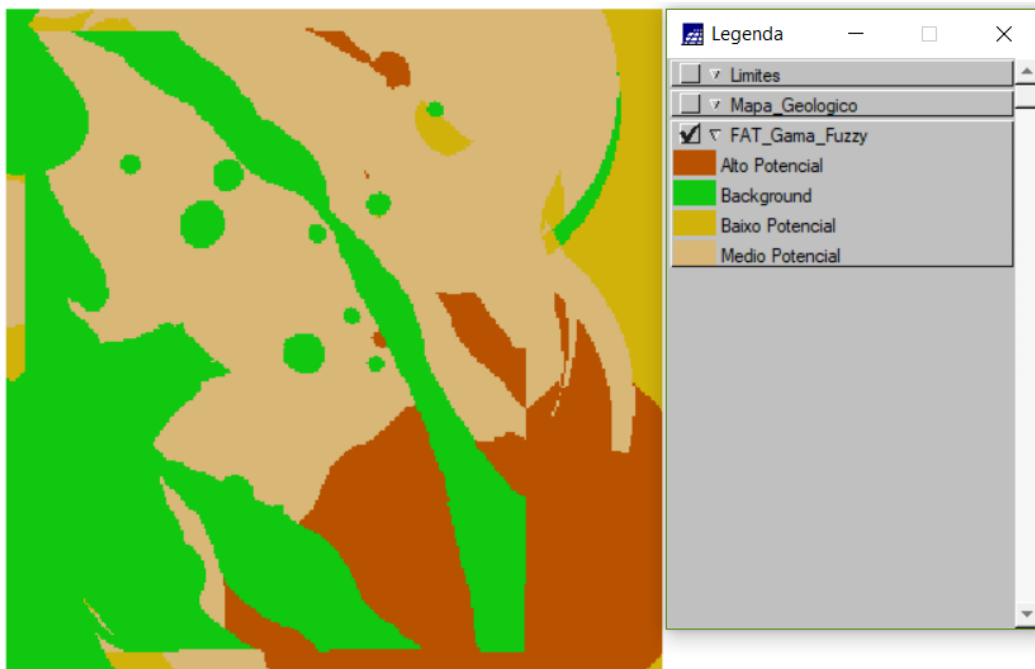 Legenda
Limites
Mapa_Geologico
FAT_Gama_Fuzzy
Alto Potencial
Background
Baixo Potencial
Medio Potencial